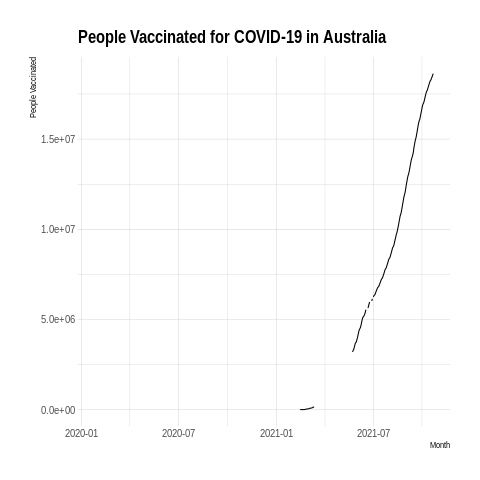 People Vaccinated for COVID-19 in Australia
People Vaccinated
1.5e+07
1.0e+07
5.0e+06
0.0e+00
2020-01 2020-07 2021-01 2021-07
Month